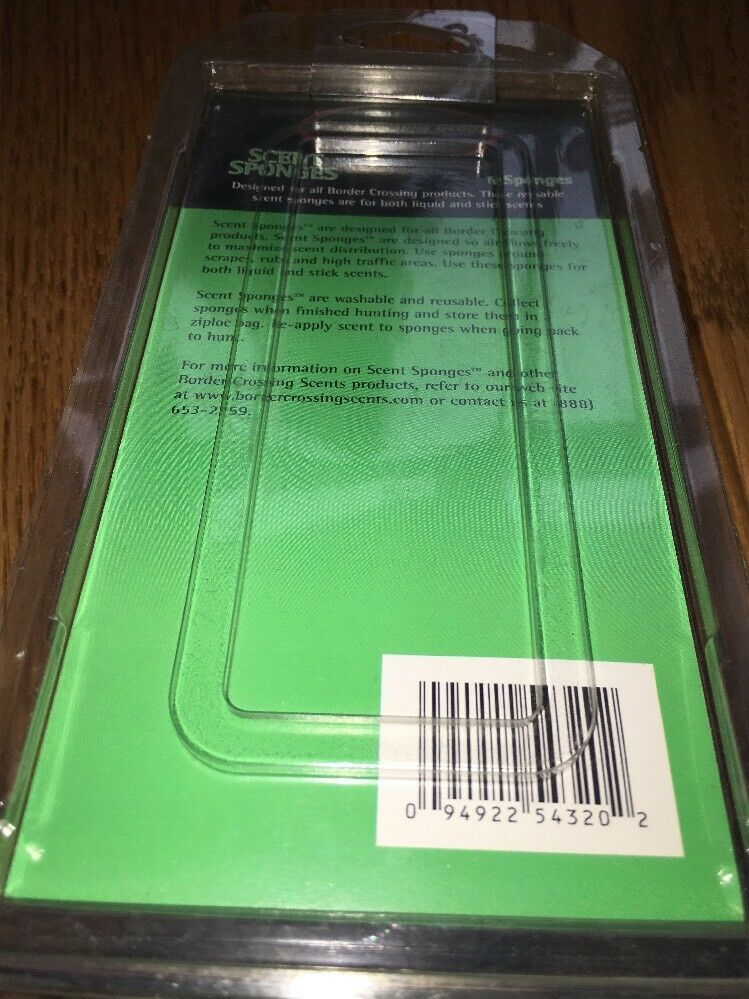 SCENT
SPONGES
6 Sponges
Designed for all Border Crossing products. These reusable
scent sponges are for both liquid and stick scents
Scent Sponges™ are designed for all Border Crossing
products. Scent Sponges™ are designed so air flows freely
to maximize scent distribution. Use sponges around
scrapes, rubs and high traffic areas. Use these sponges for
both liquid and stick scents.
Scent Sponges™ are washable and reusable. Collect
sponges when finished hunting and store them in
ziploc bag. Re-apply scent to sponges when going back
to hunt.
For more information on Scent Sponges™ and other
Border Crossing Scents products, refer to our web site
at www.bordercrossingscents.com or contact us at (888)
0 94922 54320 2